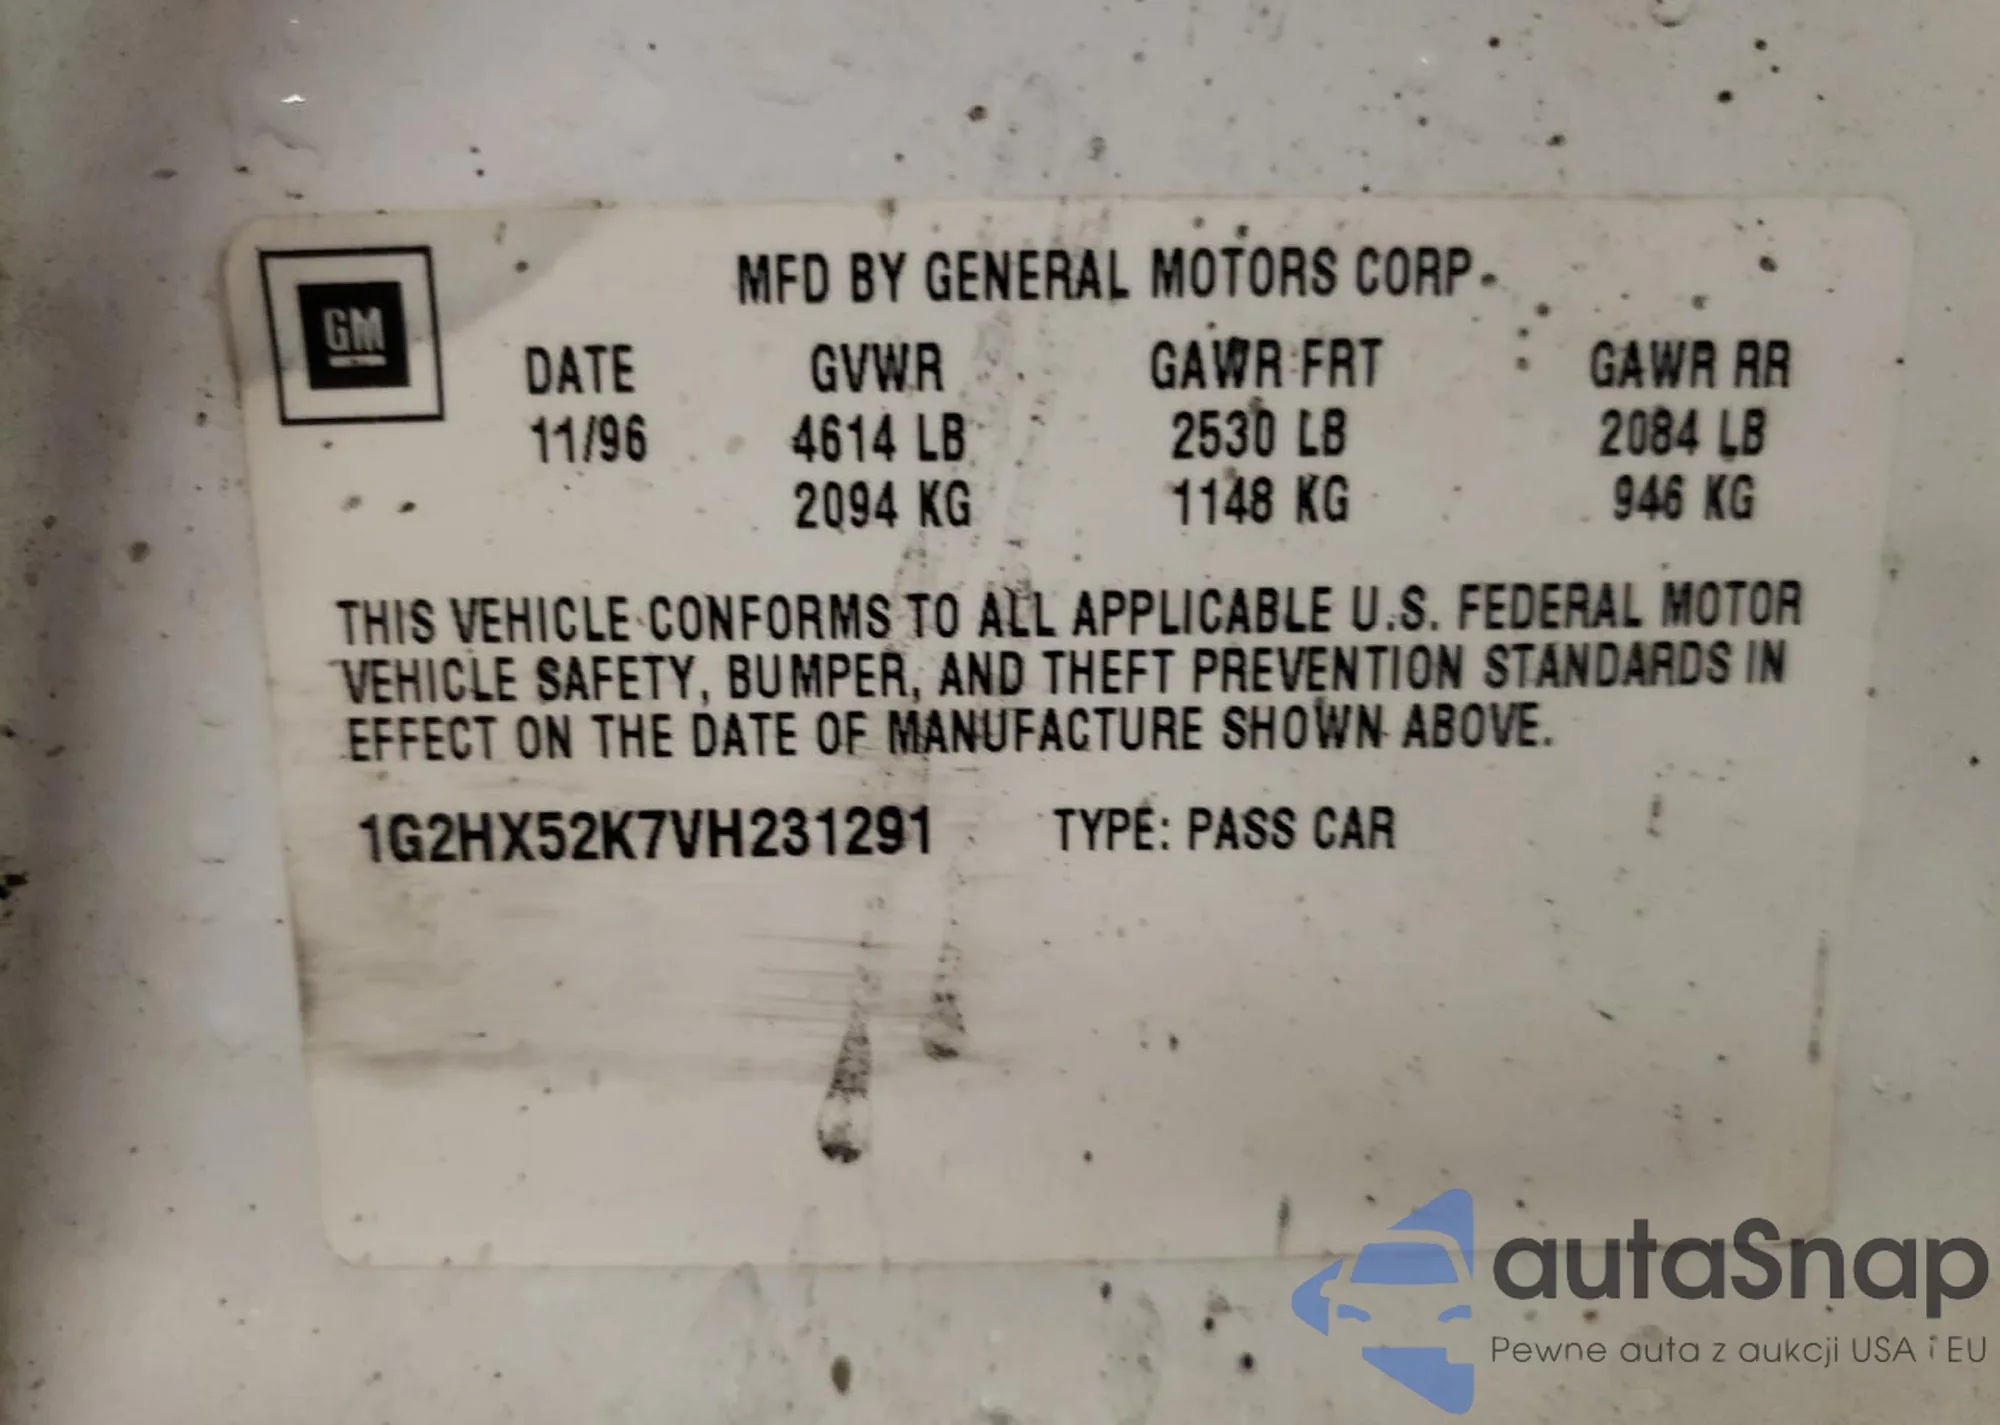 GM
MFD BY GENERAL MOTORS CORP.
DATE GVWR GAWR FRT GAWR RR
11/96 4614 LB 2530 LB 2084 LB
2094 KG 1148 KG 946 KG
THIS VEHICLE CONFORMS TO ALL APPLICABLE U.S. FEDERAL MOTOR
VEHICLE SAFETY, BUMPER, AND THEFT PREVENTION STANDARDS IN
EFFECT ON THE DATE OF MANUFACTURE SHOWN ABOVE.
1G2HX52K7VH231291 TYPE: PASS CAR
autaSnap
Pewne auta z aukcji USA i EU